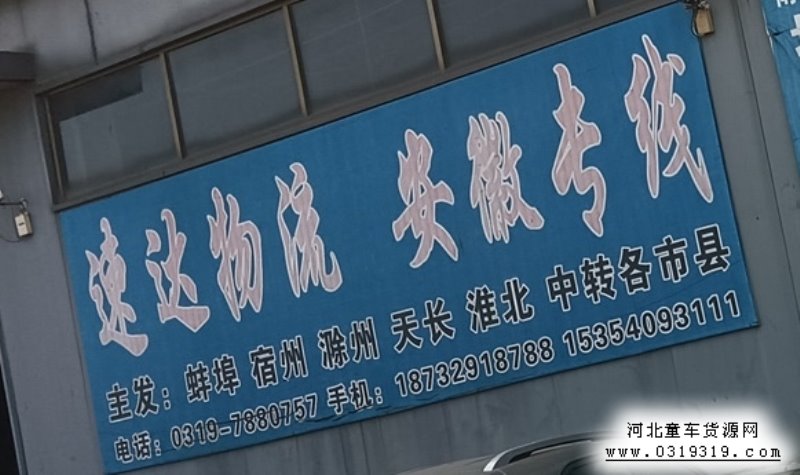 速达物流 安徽专线
主发：蚌埠 宿州 滁州 天长 淮北 中转各市县
电话：0319-7880757 手机：18732918788 15354093111
河北童车货源网
www.0319319.com